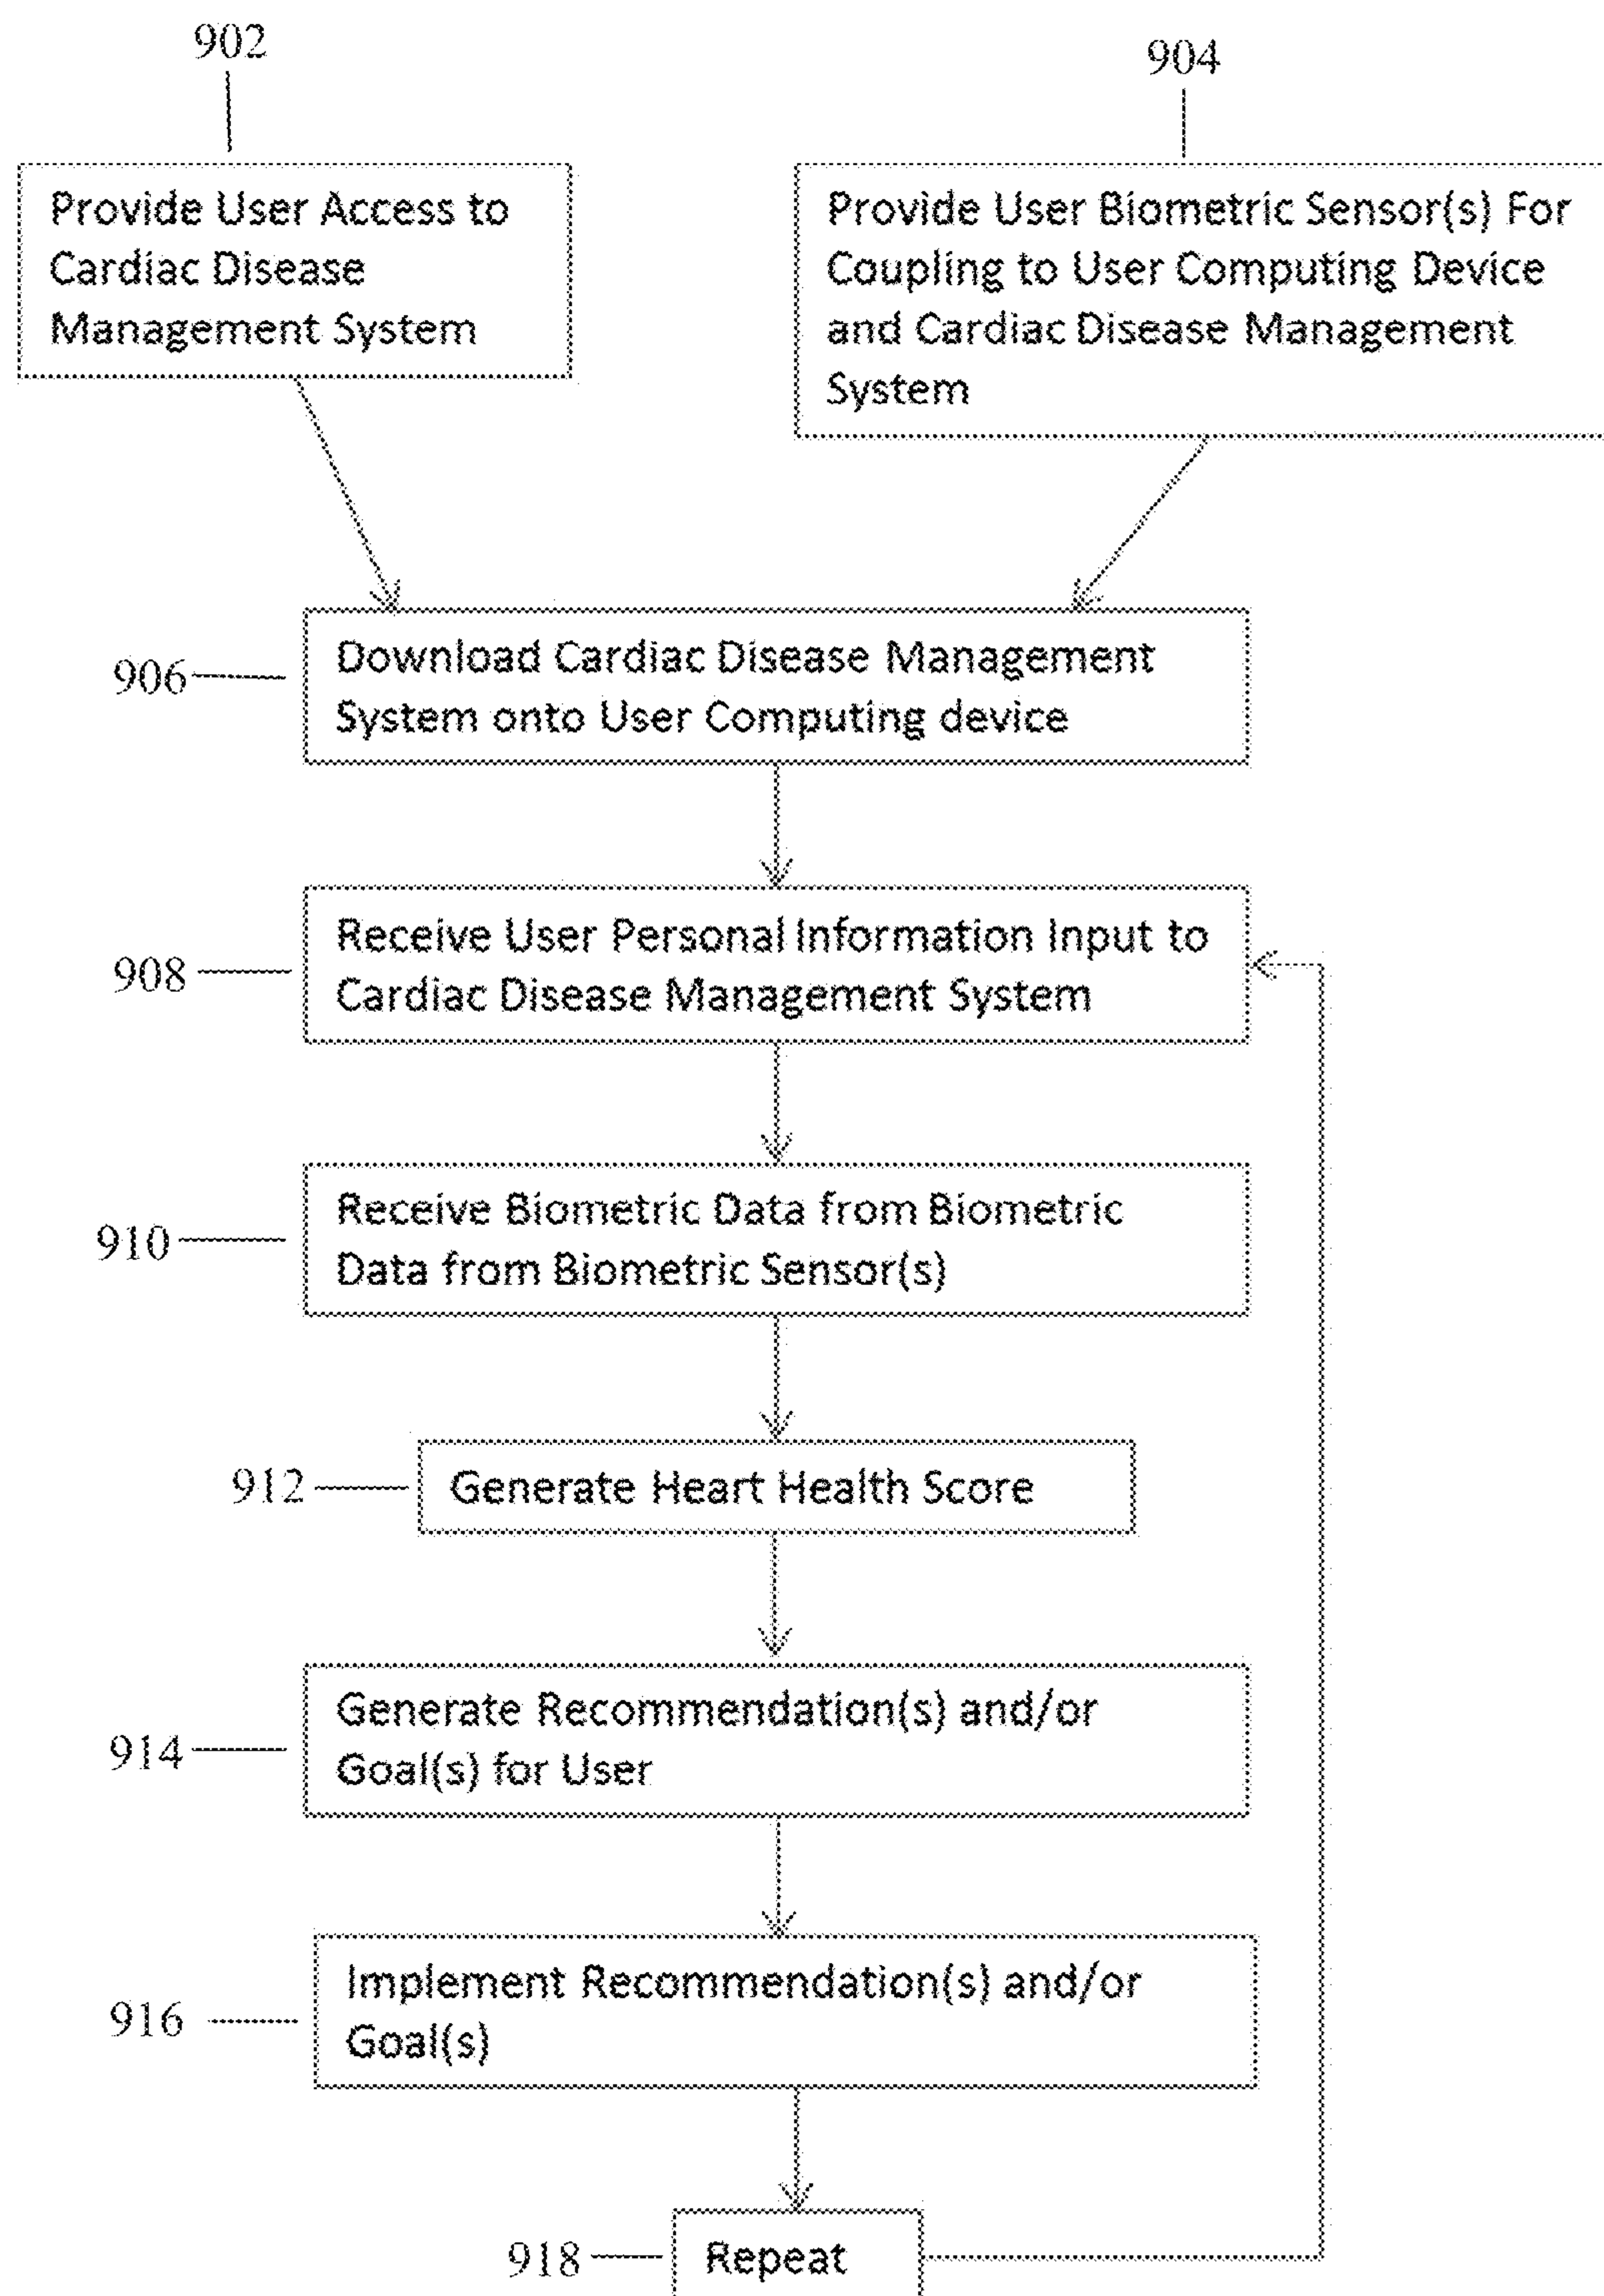 902
904
Provide User Access to
Cardiac Disease
Management System
Provide User Biometric Sensor(s) For
Coupling to User Computing Device
and Cardiac Disease Management
System
906
Download Cardiac Disease Management
System onto User Computing device
908
Receive User Personal Information Input to
Cardiac Disease Management System
910
Receive Biometric Data from Biometric
Data from Biometric Sensor(s)
912
Generate Heart Health Score
914
Generate Recommendation(s) and/or
Goal(s) for User
916
Implement Recommendation(s) and/or
Goal(s)
918
Repeat